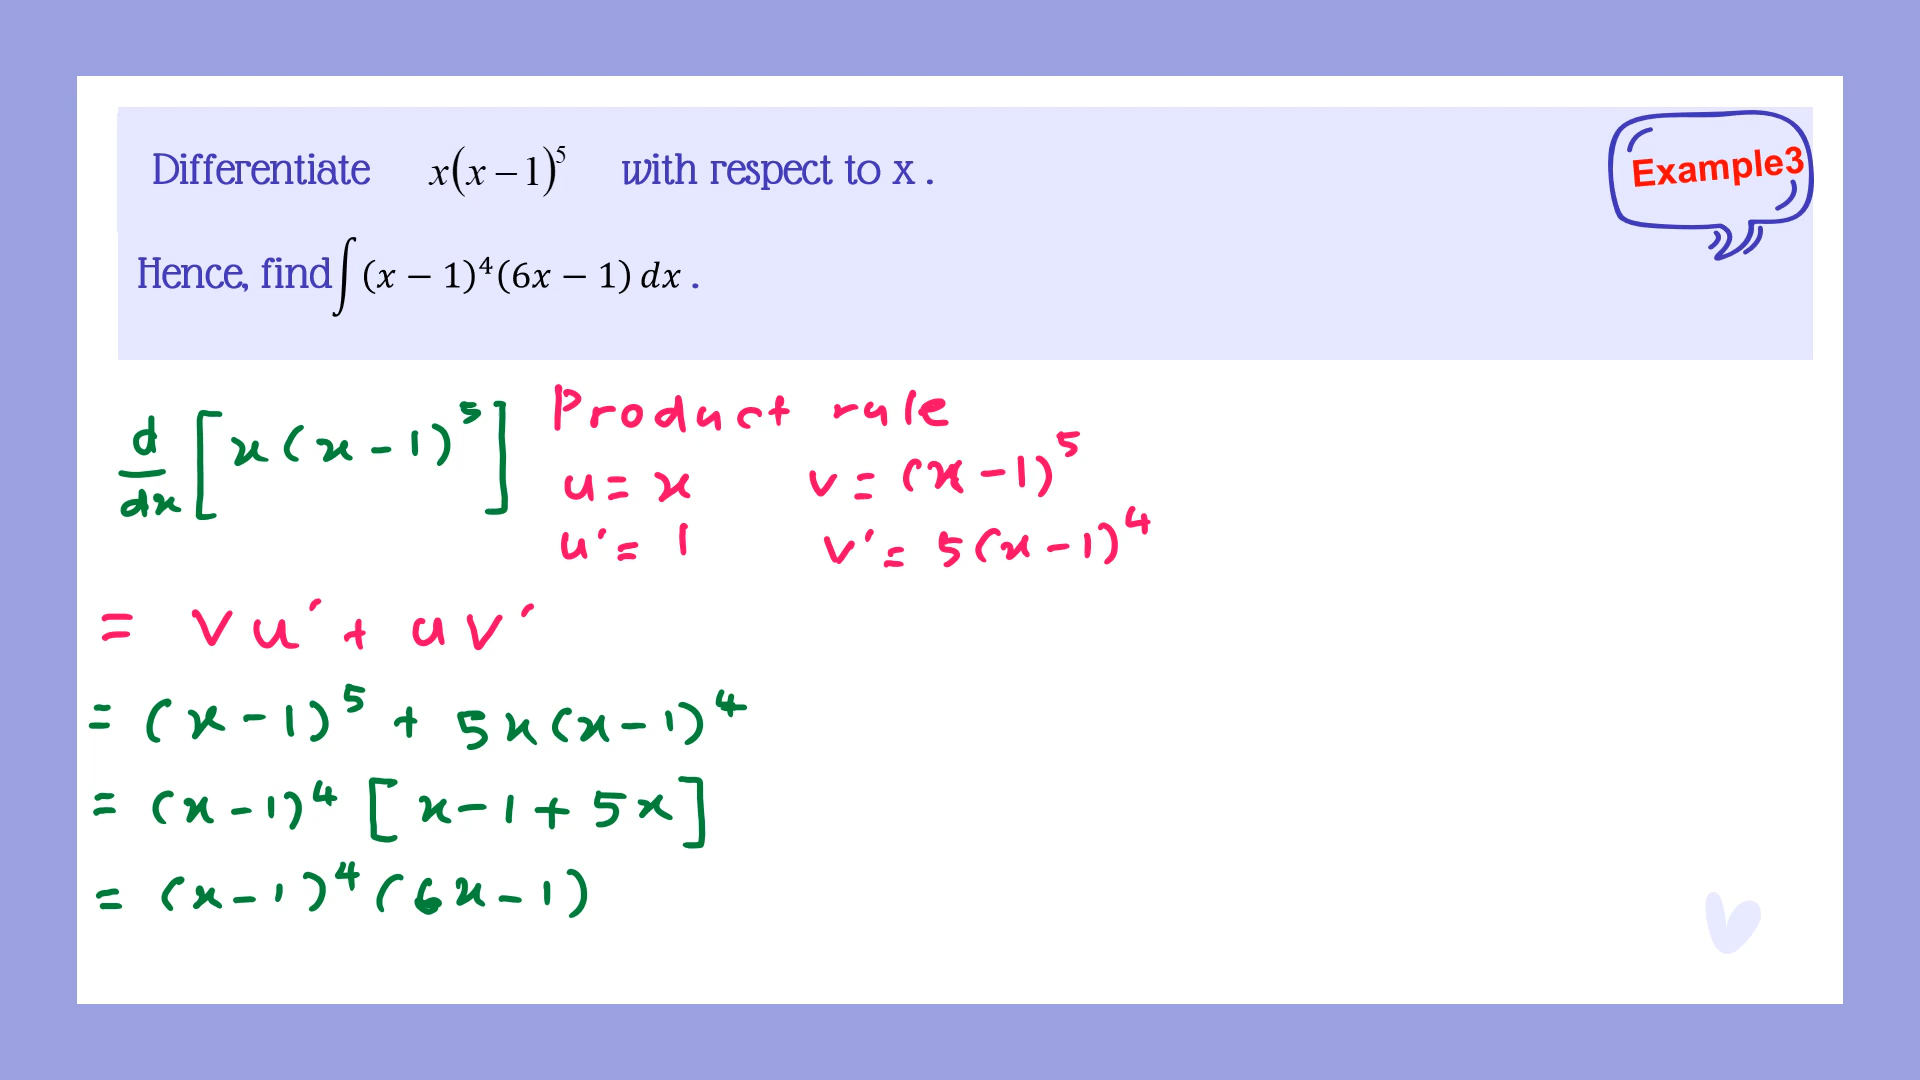 Differentiate x(x − 1)^5 with respect to x .
Example3
Hence, find ∫ (x − 1)^4(6x − 1) dx .
d/dx [x(x − 1)^5]
Product rule
u = x v = (x − 1)^5
u' = 1 v' = 5(x − 1)^4
= vu' + uv'
= (x − 1)^5 + 5x(x − 1)^4
= (x − 1)^4 [x − 1 + 5x]
= (x − 1)^4 (6x − 1)